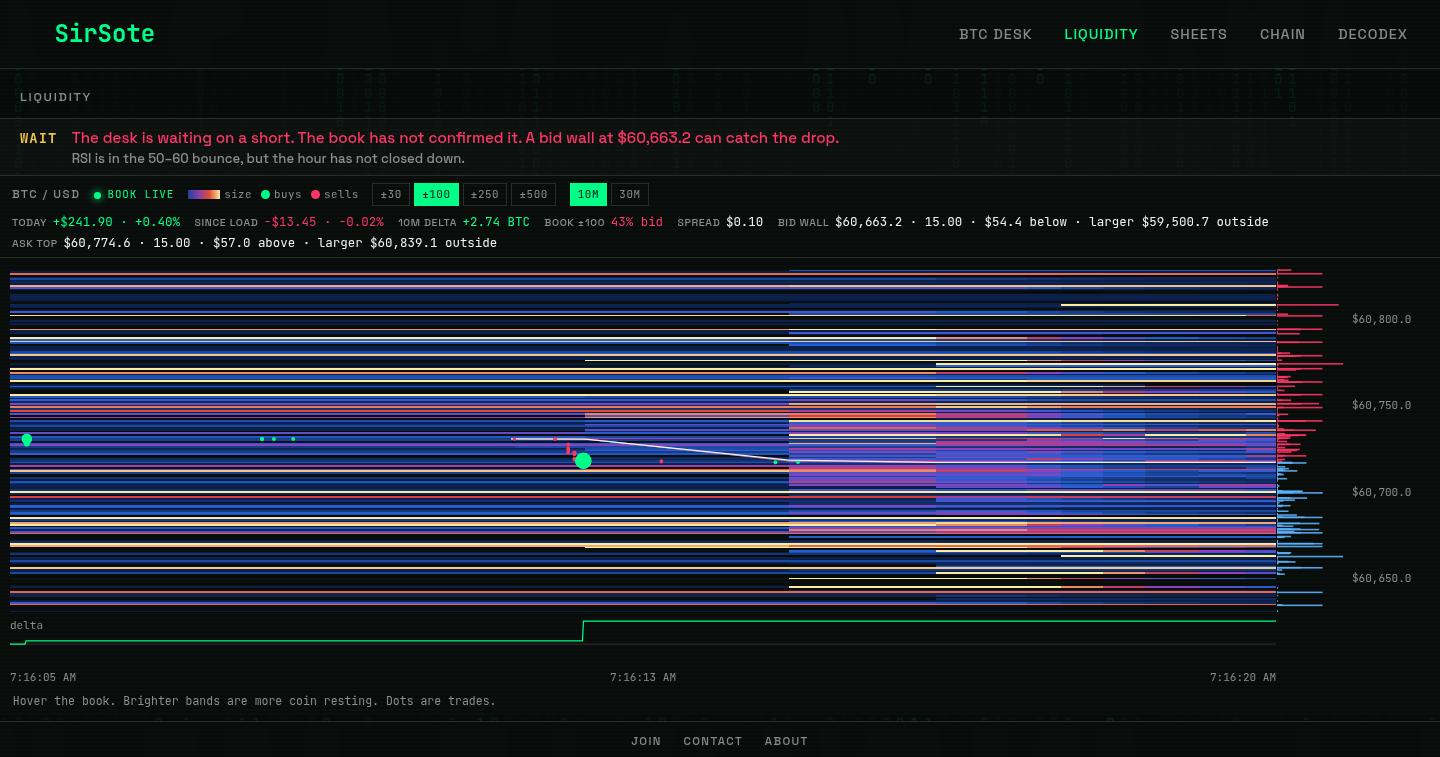 SirSote
BTC DESK LIQUIDITY SHEETS CHAIN DECODEX
LIQUIDITY
WAIT The desk is waiting on a short. The book has not confirmed it. A bid wall at $60,663.2 can catch the drop.
RSI is in the 50–60 bounce, but the hour has not closed down.
BTC / USD BOOK LIVE size buys sells ±30 ±100 ±250 ±500 10M 30M
TODAY +$241.90 · +0.40% SINCE LOAD -$13.45 · -0.02% 10M DELTA +2.74 BTC BOOK ±100 43% bid SPREAD $0.10 BID WALL $60,663.2 · 15.00 · $54.4 below · larger $59,500.7 outside
ASK TOP $60,774.6 · 15.00 · $57.0 above · larger $60,839.1 outside
$60,800.0
$60,750.0
$60,700.0
$60,650.0
delta
7:16:05 AM 7:16:13 AM 7:16:20 AM
Hover the book. Brighter bands are more coin resting. Dots are trades.
JOIN CONTACT ABOUT